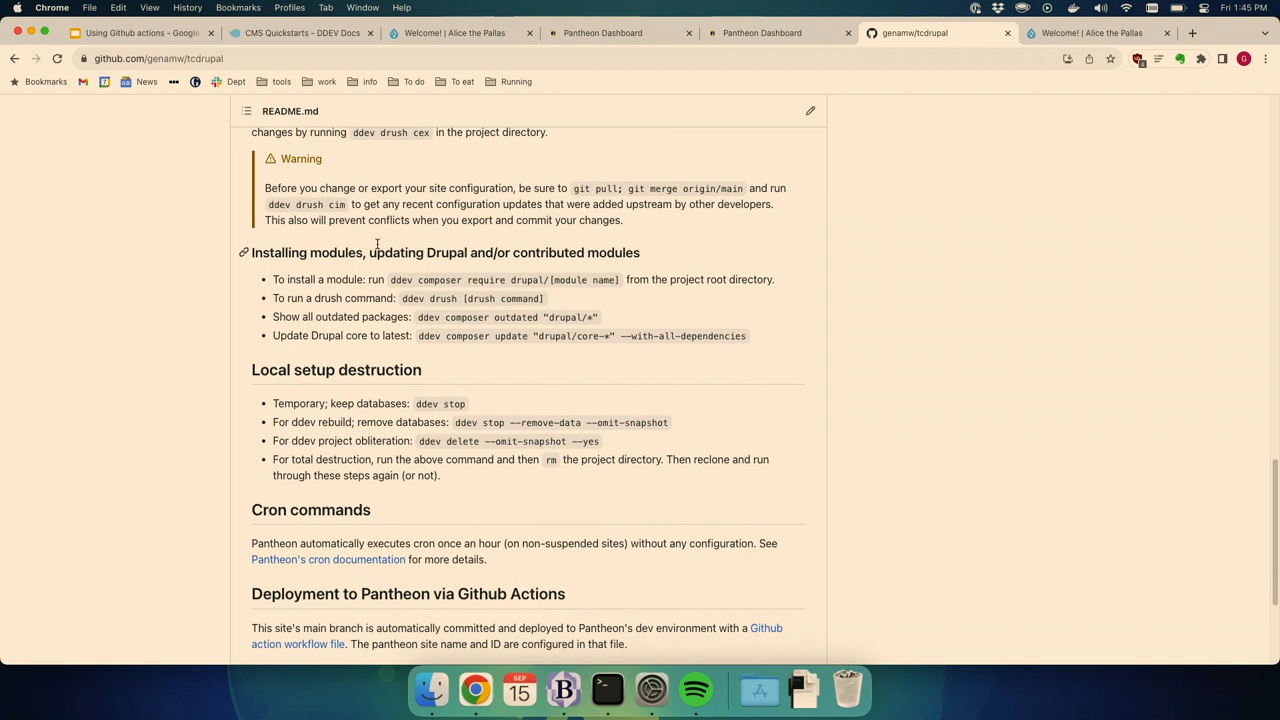 Chrome File Edit View History Bookmarks Profiles Tab Window Help Fri 1:45 PM
Using Github actions - Google CMS Quickstarts - DDEV Docs Welcome! | Alice the Pallas Pantheon Dashboard Pantheon Dashboard genamw/tcdrupal Welcome! | Alice the Pallas
github.com/genamw/tcdrupal
Bookmarks News Dept tools work info To do To eat Running
README.md
changes by running ddev drush cex in the project directory.
Warning
Before you change or export your site configuration, be sure to git pull; git merge origin/main and run
ddev drush cim to get any recent configuration updates that were added upstream by other developers.
This also will prevent conflicts when you export and commit your changes.
Installing modules, updating Drupal and/or contributed modules
• To install a module: run ddev composer require drupal/[module name] from the project root directory.
• To run a drush command: ddev drush [drush command]
• Show all outdated packages: ddev composer outdated "drupal/*"
• Update Drupal core to latest: ddev composer update "drupal/core-*" --with-all-dependencies
Local setup destruction
• Temporary; keep databases: ddev stop
• For ddev rebuild; remove databases: ddev stop --remove-data --omit-snapshot
• For ddev project obliteration: ddev delete --omit-snapshot --yes
• For total destruction, run the above command and then rm the project directory. Then reclone and run
through these steps again (or not).
Cron commands
Pantheon automatically executes cron once an hour (on non-suspended sites) without any configuration. See
Pantheon's cron documentation for more details.
Deployment to Pantheon via Github Actions
This site's main branch is automatically committed and deployed to Pantheon's dev environment with a Github
action workflow file. The pantheon site name and ID are configured in that file.
SEP
15